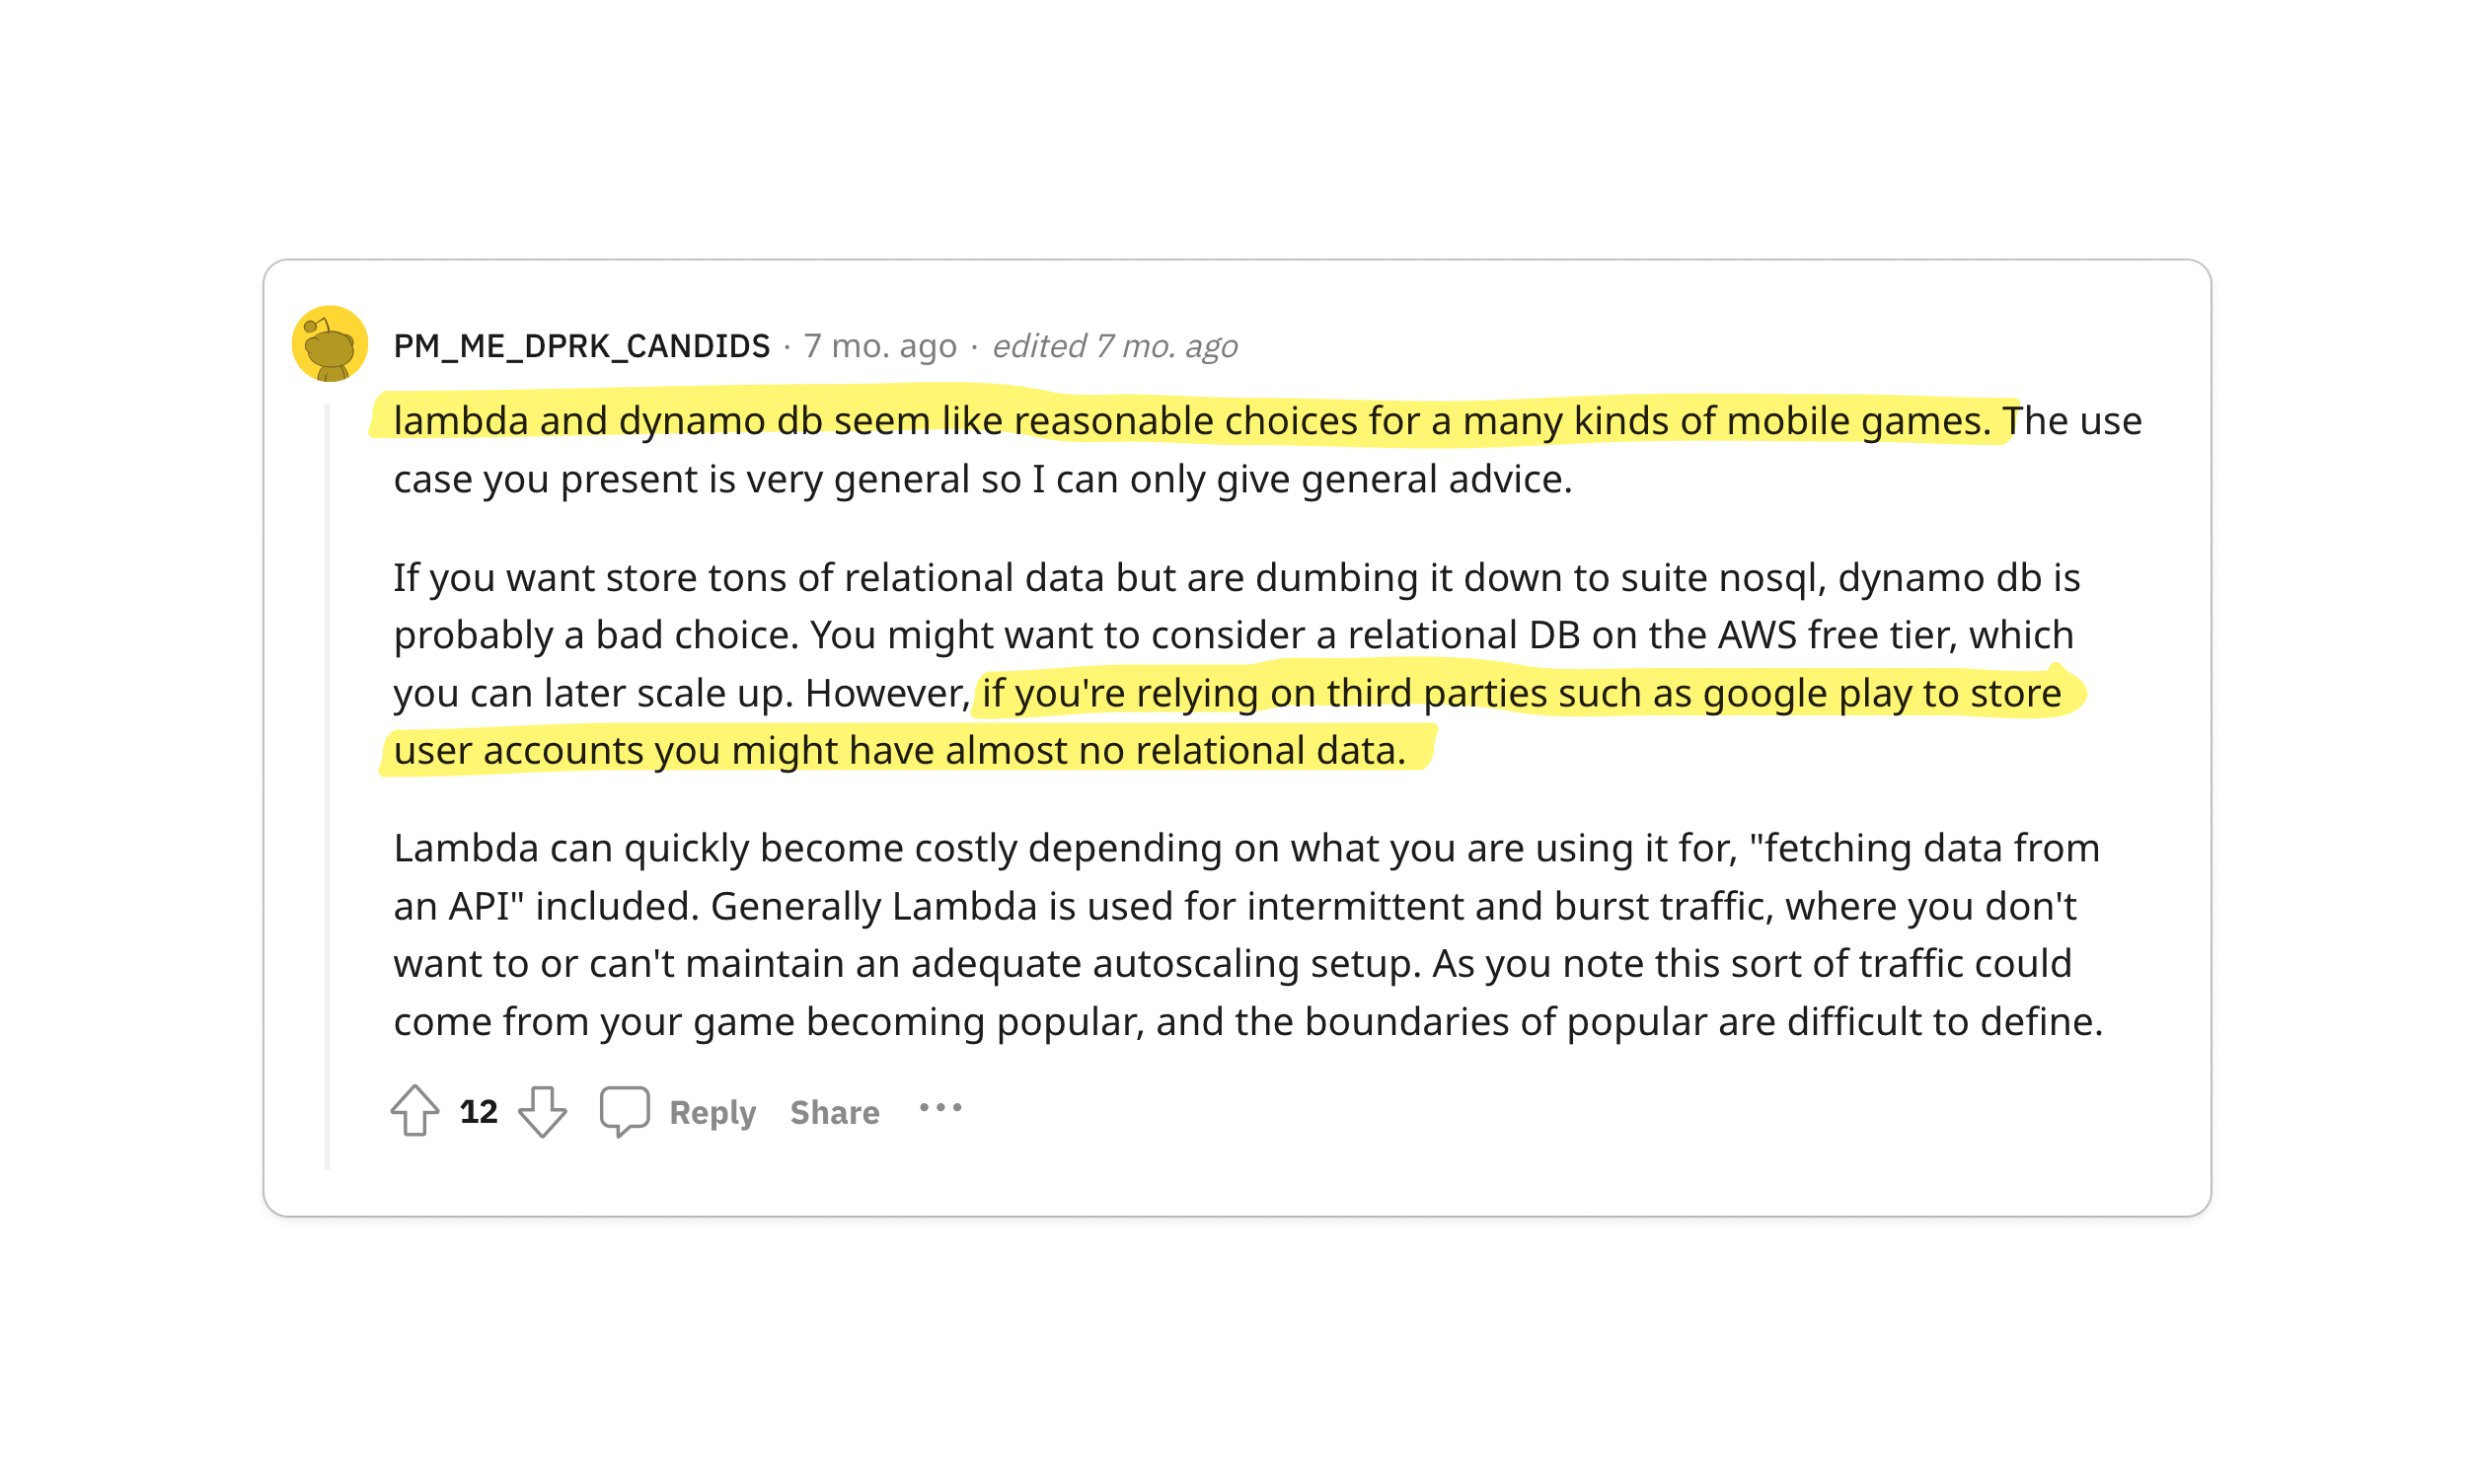 PM_ME_DPRK_CANDIDS · 7 mo. ago · edited 7 mo. ago
lambda and dynamo db seem like reasonable choices for a many kinds of mobile games. The use
case you present is very general so I can only give general advice.
If you want store tons of relational data but are dumbing it down to suite nosql, dynamo db is
probably a bad choice. You might want to consider a relational DB on the AWS free tier, which
you can later scale up. However, if you're relying on third parties such as google play to store
user accounts you might have almost no relational data.
Lambda can quickly become costly depending on what you are using it for, "fetching data from
an API" included. Generally Lambda is used for intermittent and burst traffic, where you don't
want to or can't maintain an adequate autoscaling setup. As you note this sort of traffic could
come from your game becoming popular, and the boundaries of popular are difficult to define.
12 Reply Share ...